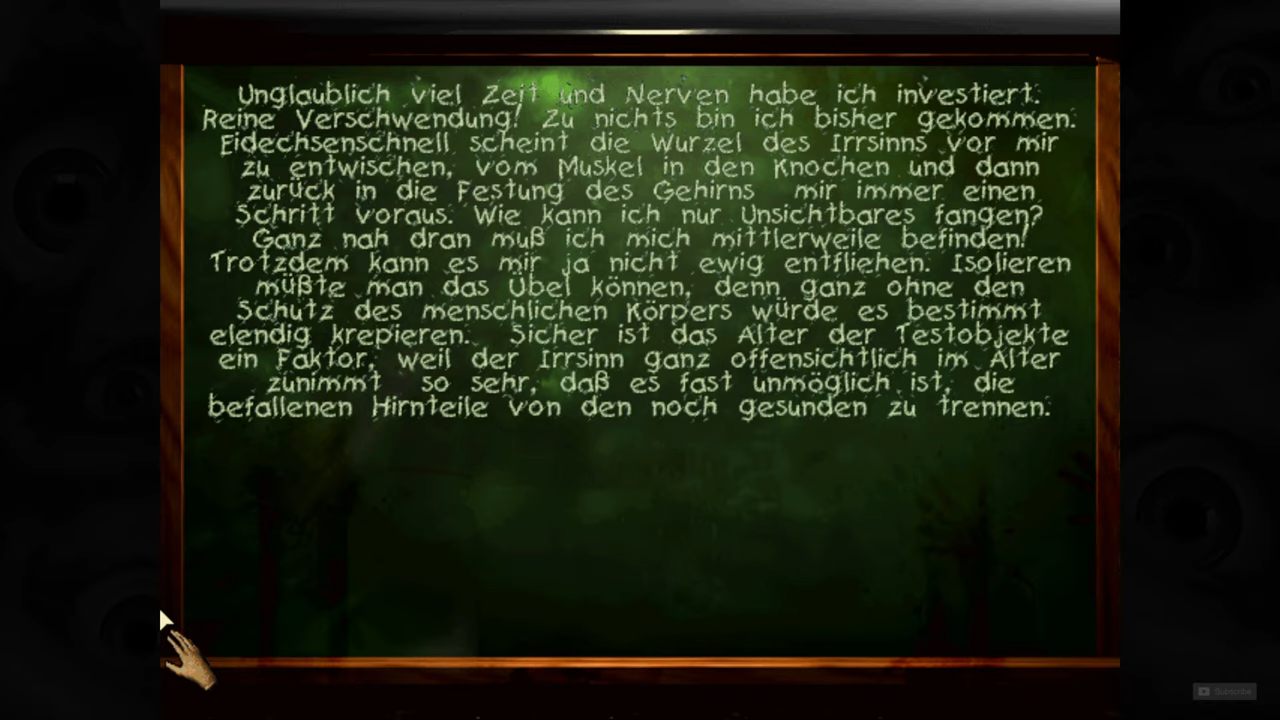 Unglaublich viel Zeit und Nerven habe ich investiert.
Reine Verschwendung! Zu nichts bin ich bisher gekommen.
Eidechsenschnell scheint die Wurzel des Irrsinns vor mir
zu entwischen, vom Muskel in den Knochen und dann
zurück in die Festung des Gehirns mir immer einen
Schritt voraus. Wie kann ich nur Unsichtbares fangen?
Ganz nah dran muß ich mich mittlerweile befinden!
Trotzdem kann es mir ja nicht ewig entfliehen. Isolieren
müßte man das Übel können, denn ganz ohne den
Schutz des menschlichen Körpers würde es bestimmt
elendig krepieren. Sicher ist das Alter der Testobjekte
ein Faktor, weil der Irrsinn ganz offensichtlich im Alter
zunimmt so sehr, daß es fast unmöglich ist, die
befallenen Hirnteile von den noch gesunden zu trennen.
Subscribe